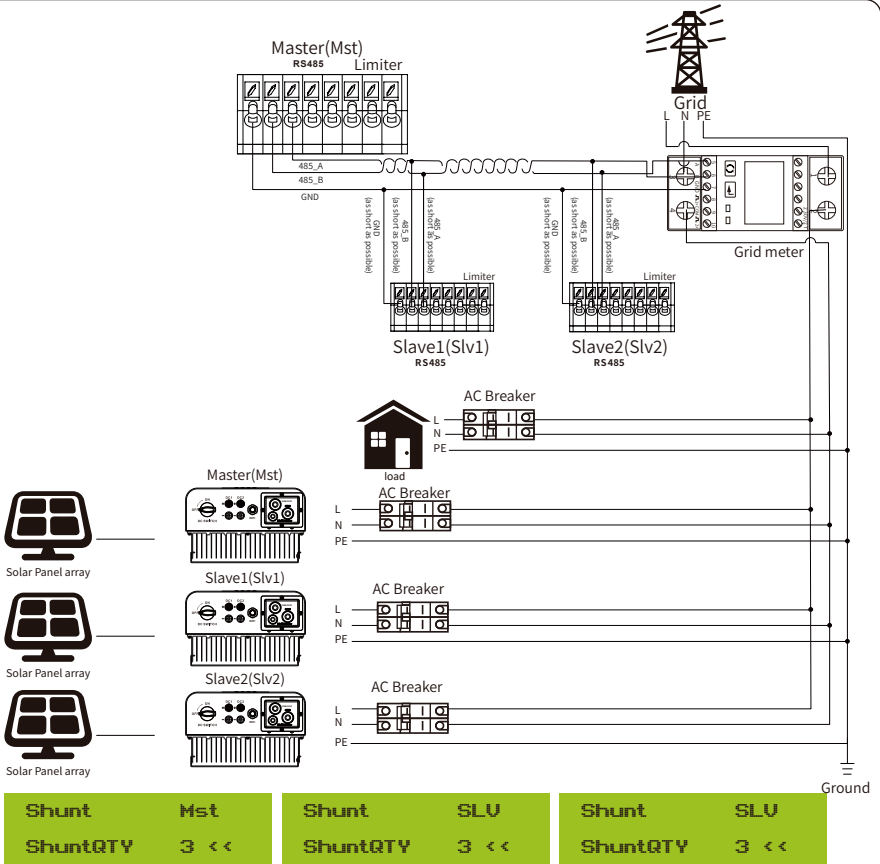 Master(Mst)
RS485
Limiter
Grid
L N PE
485_A
485_B
GND
GND
(as short as possible)
485_B
(as short as possible)
485_A
(as short as possible)
GND
(as short as possible)
485_B
(as short as possible)
485_A
(as short as possible)
Grid meter
Limiter
Limiter
Slave1(Slv1)
RS485
Slave2(Slv2)
RS485
AC Breaker
L
N
PE
load
Master(Mst)
AC Breaker
L
N
PE
Solar Panel array
Slave1(Slv1)
AC Breaker
L
N
PE
Solar Panel array
Slave2(Slv2)
AC Breaker
L
N
PE
Solar Panel array
Ground
Shunt Mst
ShuntQTY 3 <<
Shunt SLV
ShuntQTY 3 <<
Shunt SLV
ShuntQTY 3 <<